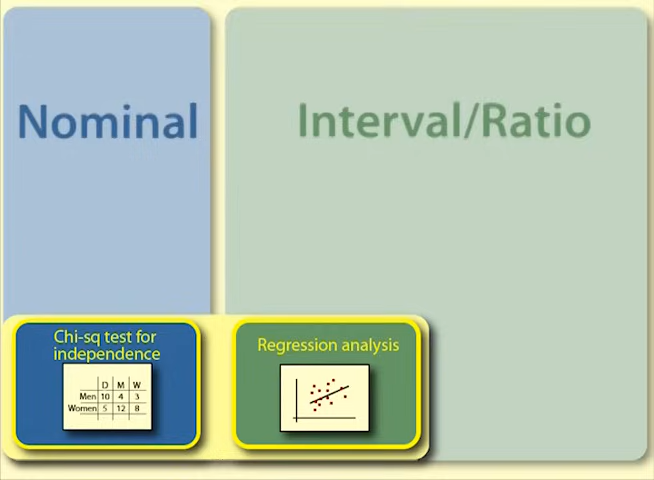 Nominal
Interval/Ratio
Chi-sq test for
independence
D M W
Men 10 4 3
Women 5 12 8
Regression analysis